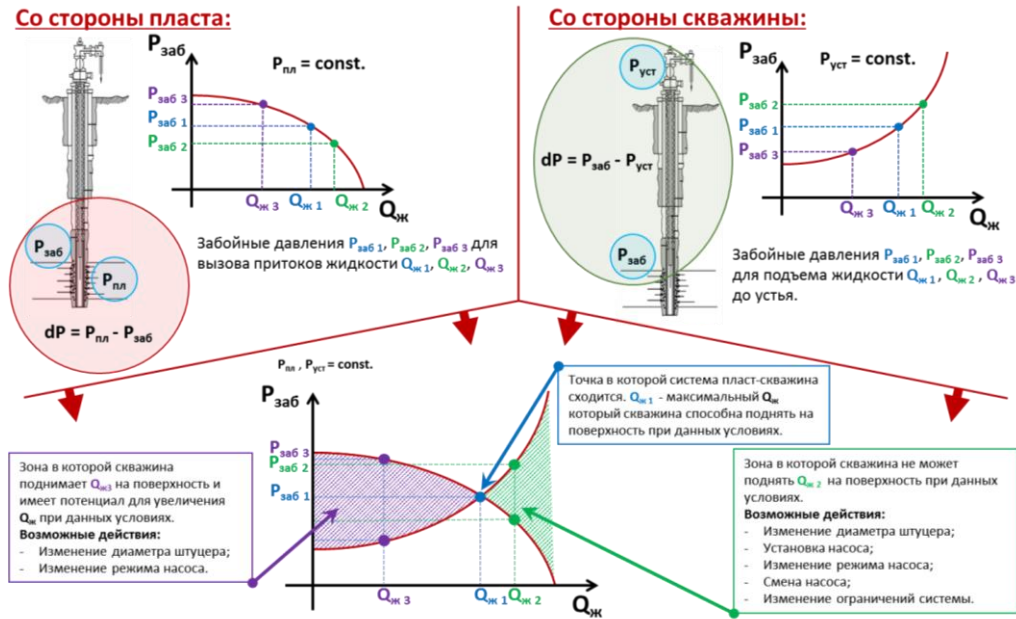 Со стороны пласта:
Pзаб
Pпл = const.
Pзаб 3
Pзаб 1
Pзаб 2
Qж 3
Qж 1
Qж 2
Qж
Pзаб
Pпл
dP = Pпл - Pзаб
Забойные давления Pзаб 1, Pзаб 2, Pзаб 3 для
вызова притоков жидкости Qж 1, Qж 2, Qж 3
Со стороны скважины:
Pуст
dP = Pзаб - Pуст
Pзаб
Pзаб
Pуст = const.
Pзаб 2
Pзаб 1
Pзаб 3
Qж 3
Qж 1
Qж 2
Qж
Забойные давления Pзаб 1, Pзаб 2, Pзаб 3
для подъема жидкости Qж 1, Qж 2 , Qж 3
до устья.
Pпл , Pуст = const.
Pзаб
Pзаб 3
Pзаб 2
Pзаб 1
Qж 3
Qж 1
Qж 2
Qж
Точка в которой система пласт-скважина
сходится. Qж 1 - максимальный Qж
который скважина способна поднять на
поверхность при данных условиях.
Зона в которой скважина
поднимает Qж3 на поверхность и
имеет потенциал для увеличения
Qж при данных условиях.
Возможные действия:
- Изменение диаметра штуцера;
- Изменение режима насоса.
Зона в которой скважина не может
поднять Qж 2 на поверхность при данных
условиях.
Возможные действия:
- Изменение диаметра штуцера;
- Установка насоса;
- Изменение режима насоса;
- Смена насоса;
- Изменение ограничений системы.